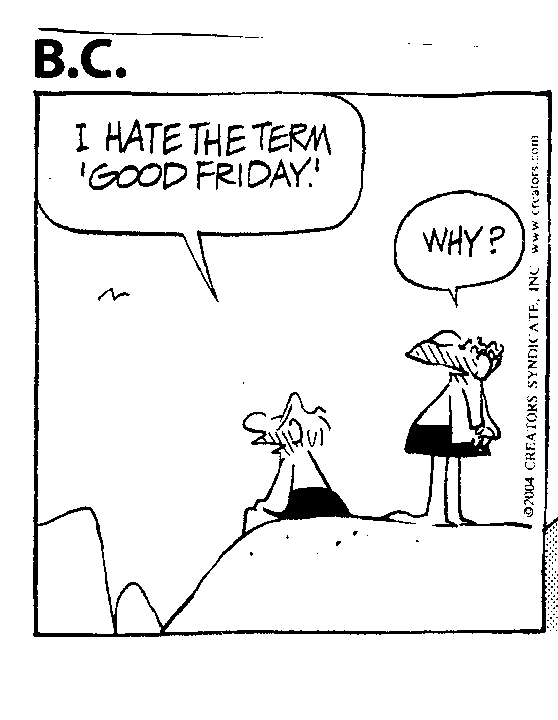 B.C.
I HATE THE TERM
'GOOD FRIDAY.'
WHY?
©2004 CREATORS SYNDICATE, INC. www.creators.com